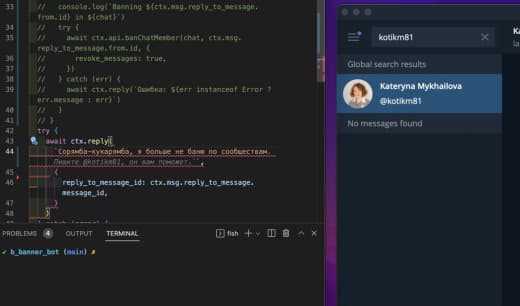 33 // console.log(`Banning ${ctx.msg.reply_to_message.
from.id} in ${chat}`)
34 // try {
35 // await ctx.api.banChatMember(chat, ctx.msg.
reply_to_message.from.id, {
36 // revoke_messages: true,
37 // })
38 // } catch (err) {
39 // await ctx.reply(`Ошибка: ${err instanceof Error ?
err.message : err}`)
40 // }
41 // }
42 try {
43 await ctx.reply(
44 `Сорямба-кукарямба, я больше не баню по сообществам.
Пишите @kotikm81, он вам поможет.``,
45 {
46 reply_to_message_id: ctx.msg.reply_to_message.
message_id,
47 }
48 )
PROBLEMS 4 OUTPUT TERMINAL fish
✓ b_banner_bot (main) ✗
kotikm81
Global search results
Kateryna Mykhailova
@kotikm81
No messages found
Ka
la